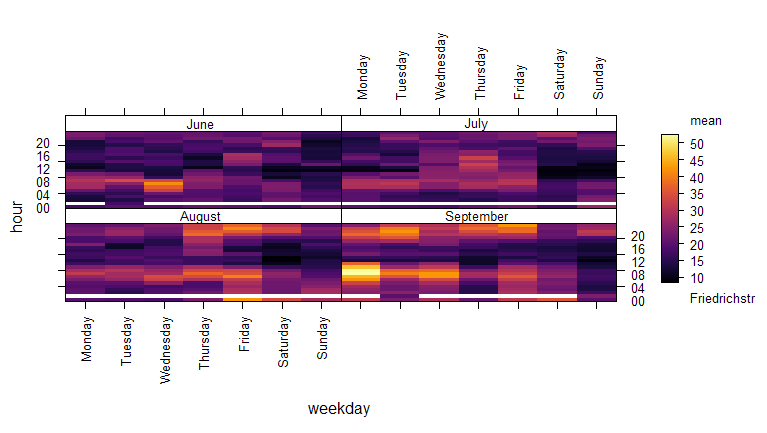 Monday
Tuesday
Wednesday
Thursday
Friday
Saturday
Sunday
mean
June
July
50
45
40
35
30
25
20
15
10
Friedrichstr
20
16
12
08
04
00
hour
August
September
20
16
12
08
04
00
Monday
Tuesday
Wednesday
Thursday
Friday
Saturday
Sunday
weekday